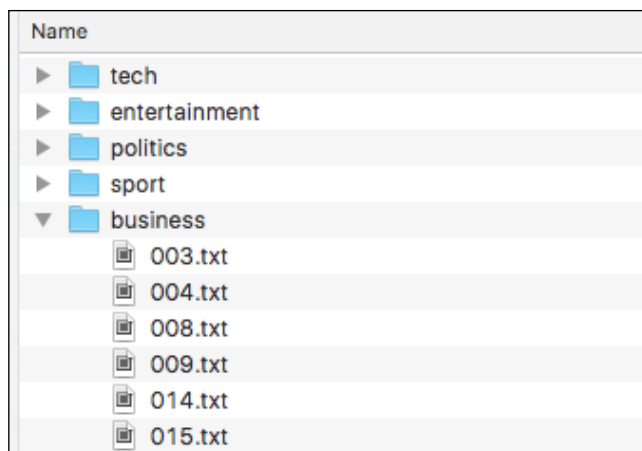 Name
tech
entertainment
politics
sport
business
003.txt
004.txt
008.txt
009.txt
014.txt
015.txt